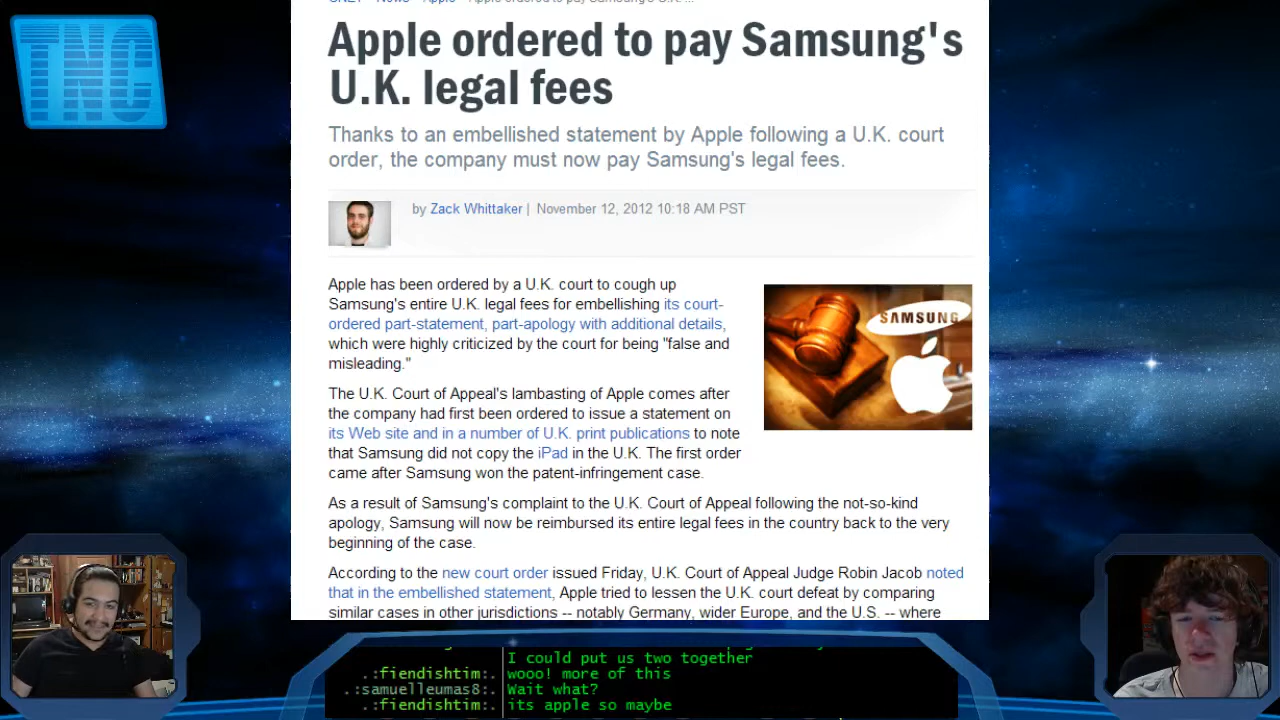 TNC
Apple ordered to pay Samsung's
U.K. legal fees
Thanks to an embellished statement by Apple following a U.K. court
order, the company must now pay Samsung's legal fees.
by Zack Whittaker | November 12, 2012 10:18 AM PST
Apple has been ordered by a U.K. court to cough up
Samsung's entire U.K. legal fees for embellishing its court-
ordered part-statement, part-apology with additional details,
which were highly criticized by the court for being "false and
misleading."
SAMSUNG
The U.K. Court of Appeal's lambasting of Apple comes after
the company had first been ordered to issue a statement on
its Web site and in a number of U.K. print publications to note
that Samsung did not copy the iPad in the U.K. The first order
came after Samsung won the patent-infringement case.
As a result of Samsung's complaint to the U.K. Court of Appeal following the not-so-kind
apology, Samsung will now be reimbursed its entire legal fees in the country back to the very
beginning of the case.
According to the new court order issued Friday, U.K. Court of Appeal Judge Robin Jacob noted
that in the embellished statement, Apple tried to lessen the U.K. court defeat by comparing
similar cases in other jurisdictions -- notably Germany, wider Europe, and the U.S. -- where
I could put us two together
.:fiendishtim:. wooo! more of this
.:samuelleumas8:. Wait what?
.:fiendishtim:. its apple so maybe